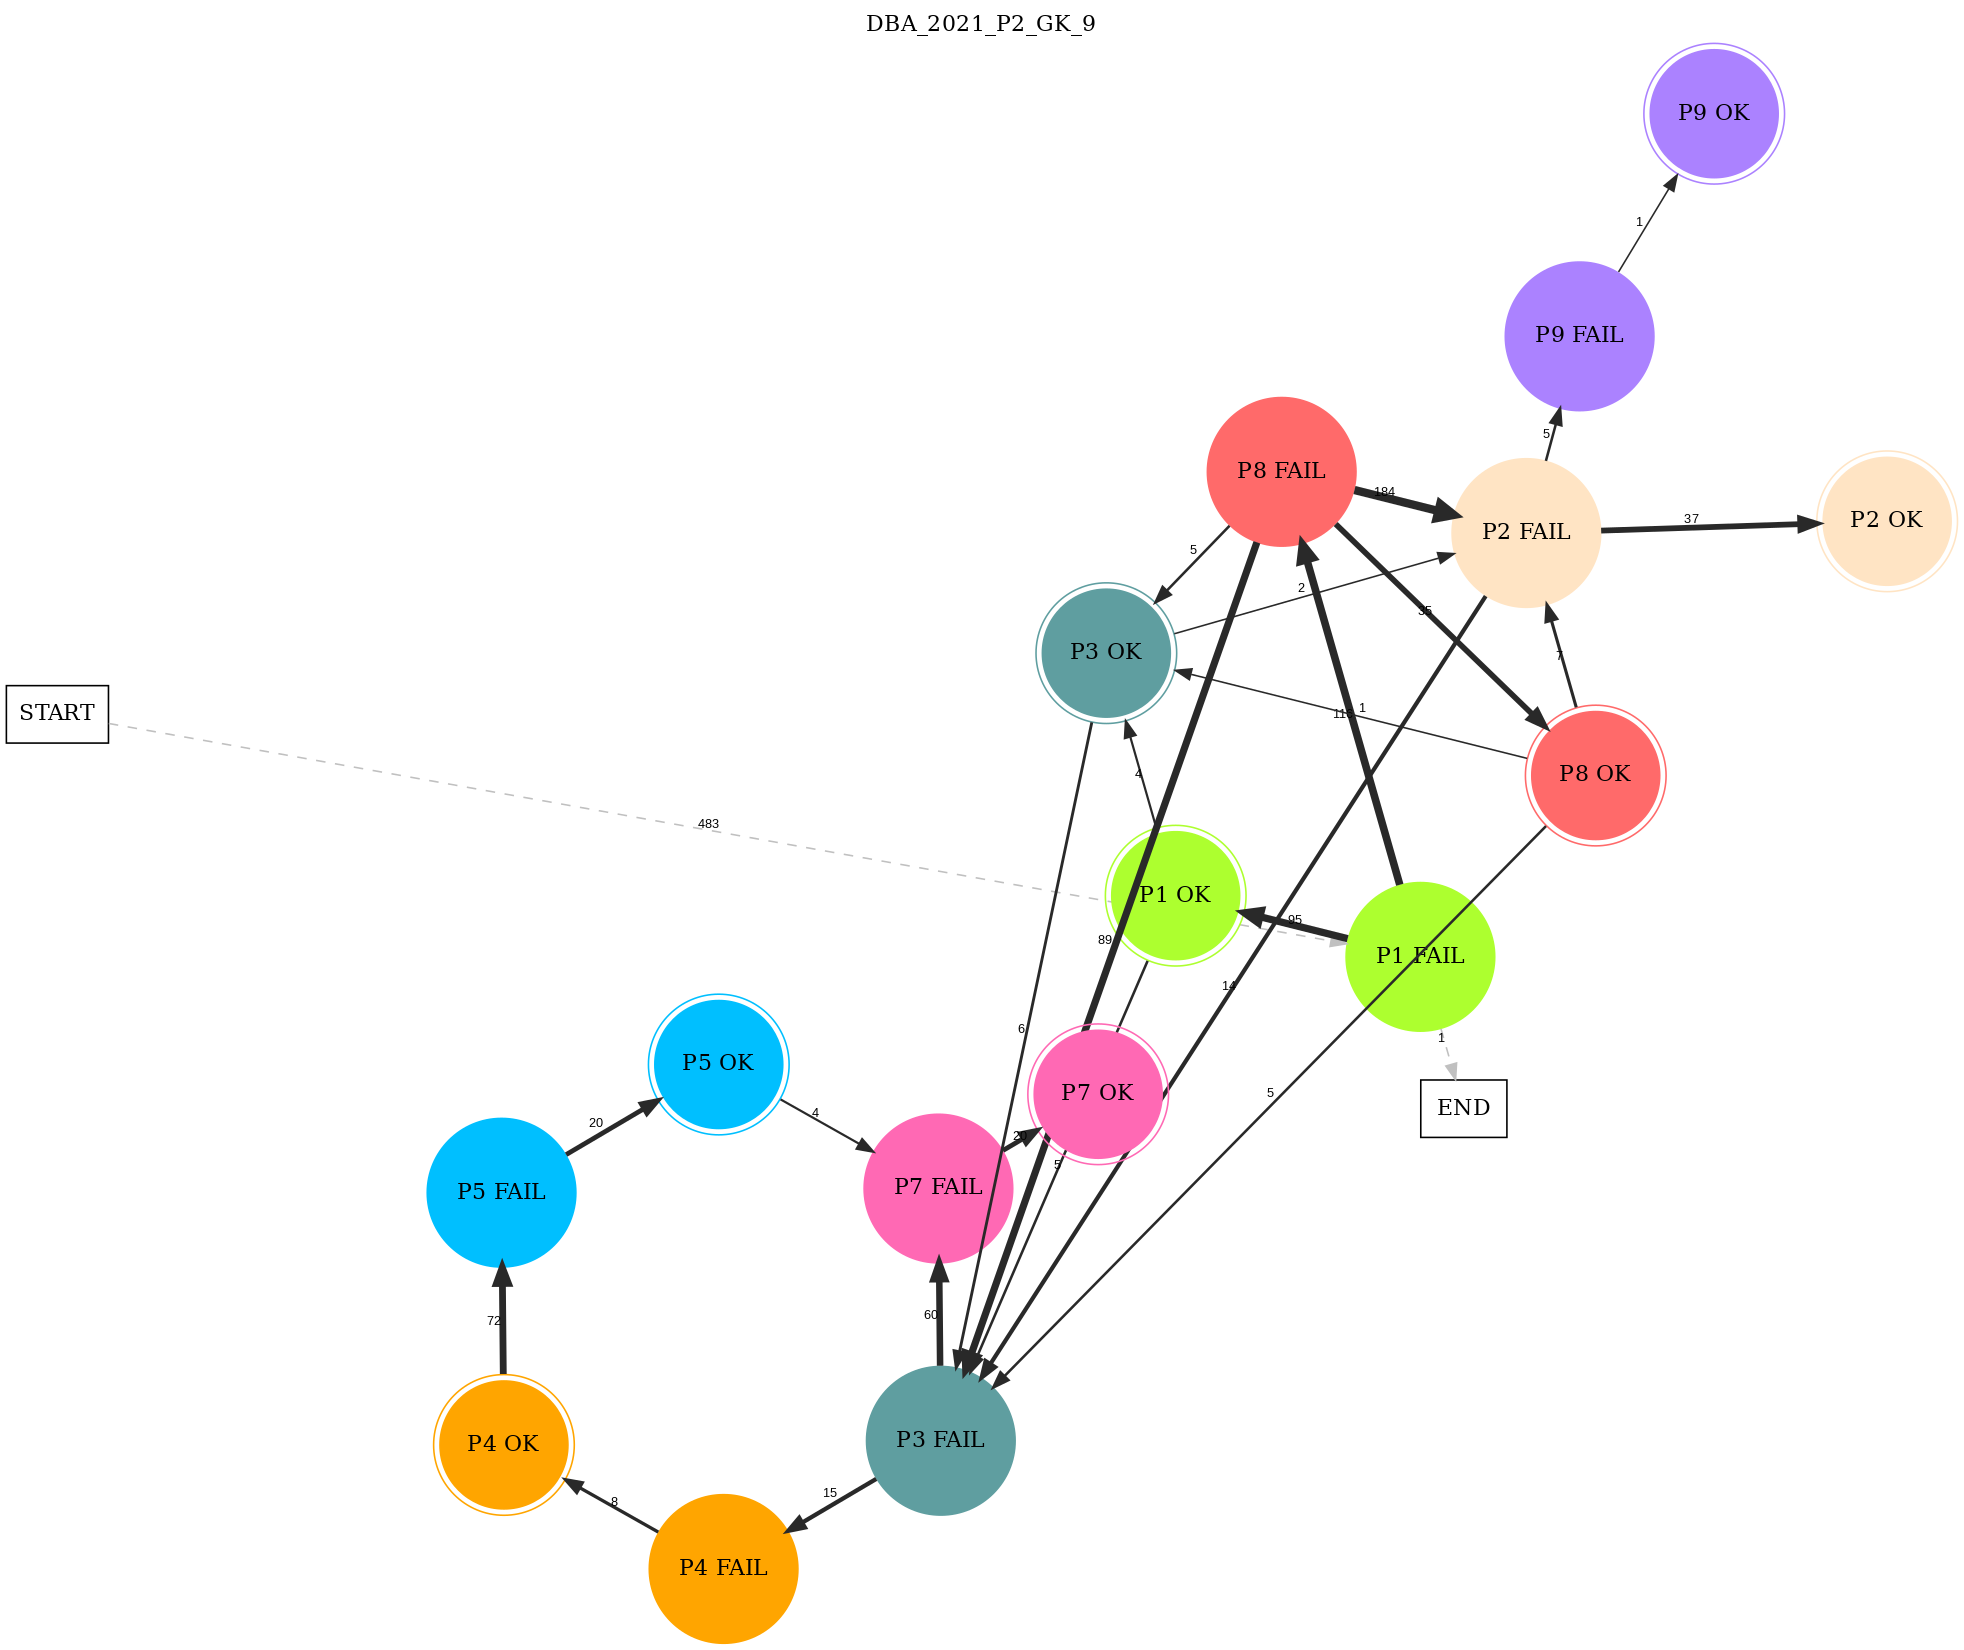 DBA_2021_P2_GK_9
P9 OK
1
P9 FAIL
5
P8 FAIL
184
P2 FAIL
37
P2 OK
5
2
35
P3 OK
7
1
START
P8 OK
4
483
P1 OK
95
89
P1 FAIL
14
6
1
P5 OK
P7 OK
5
END
4
20
5
P7 FAIL
P5 FAIL
60
72
P3 FAIL
P4 OK
15
8
P4 FAIL